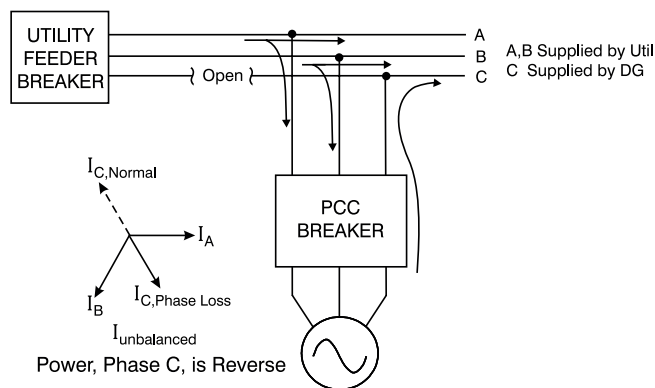 UTILITY
FEEDER
BREAKER
Open
A
B
C
A,B Supplied by Util
C Supplied by DG
PCC
BREAKER
I_C,Normal
I_A
I_B
I_C,Phase Loss
I_unbalanced
Power, Phase C, is Reverse